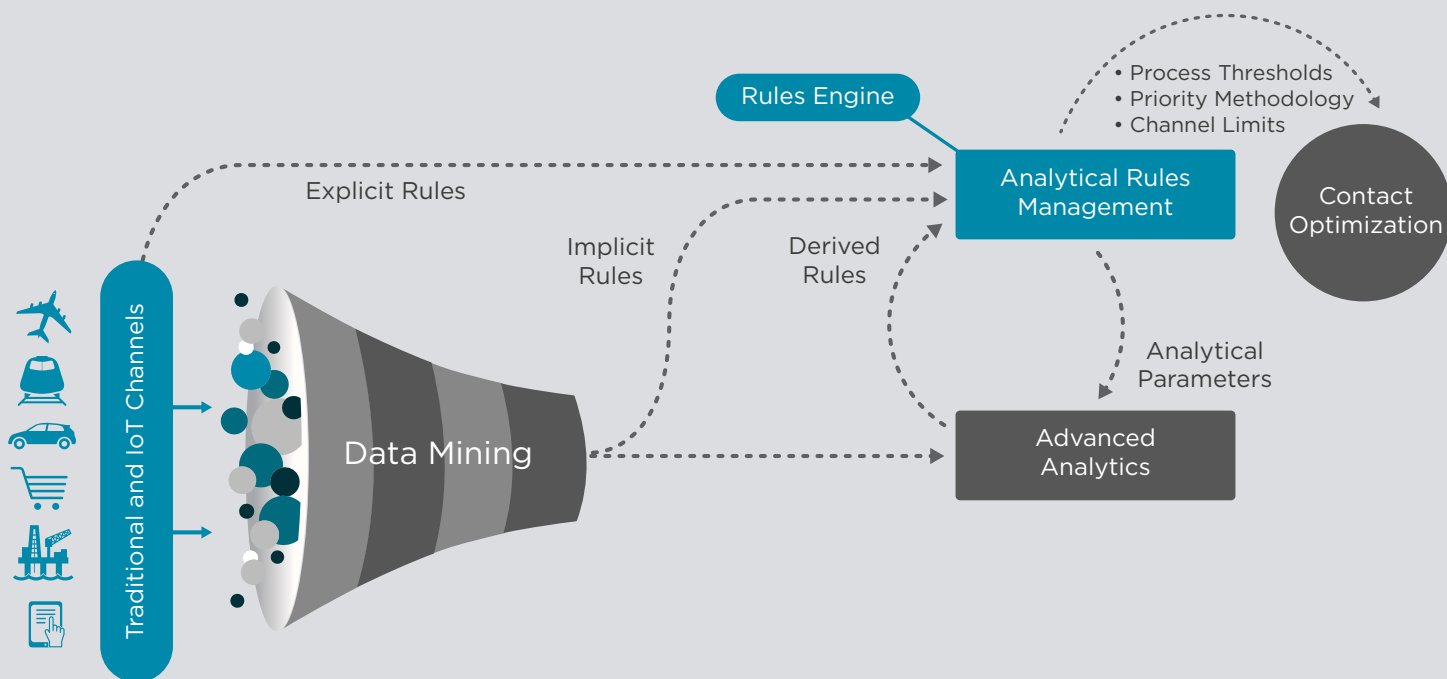 Rules Engine
• Process Thresholds
• Priority Methodology
• Channel Limits
Explicit Rules
Analytical Rules
Management
Contact
Optimization
Implicit
Rules
Derived
Rules
Traditional and IoT Channels
Analytical
Parameters
Data Mining
Advanced
Analytics